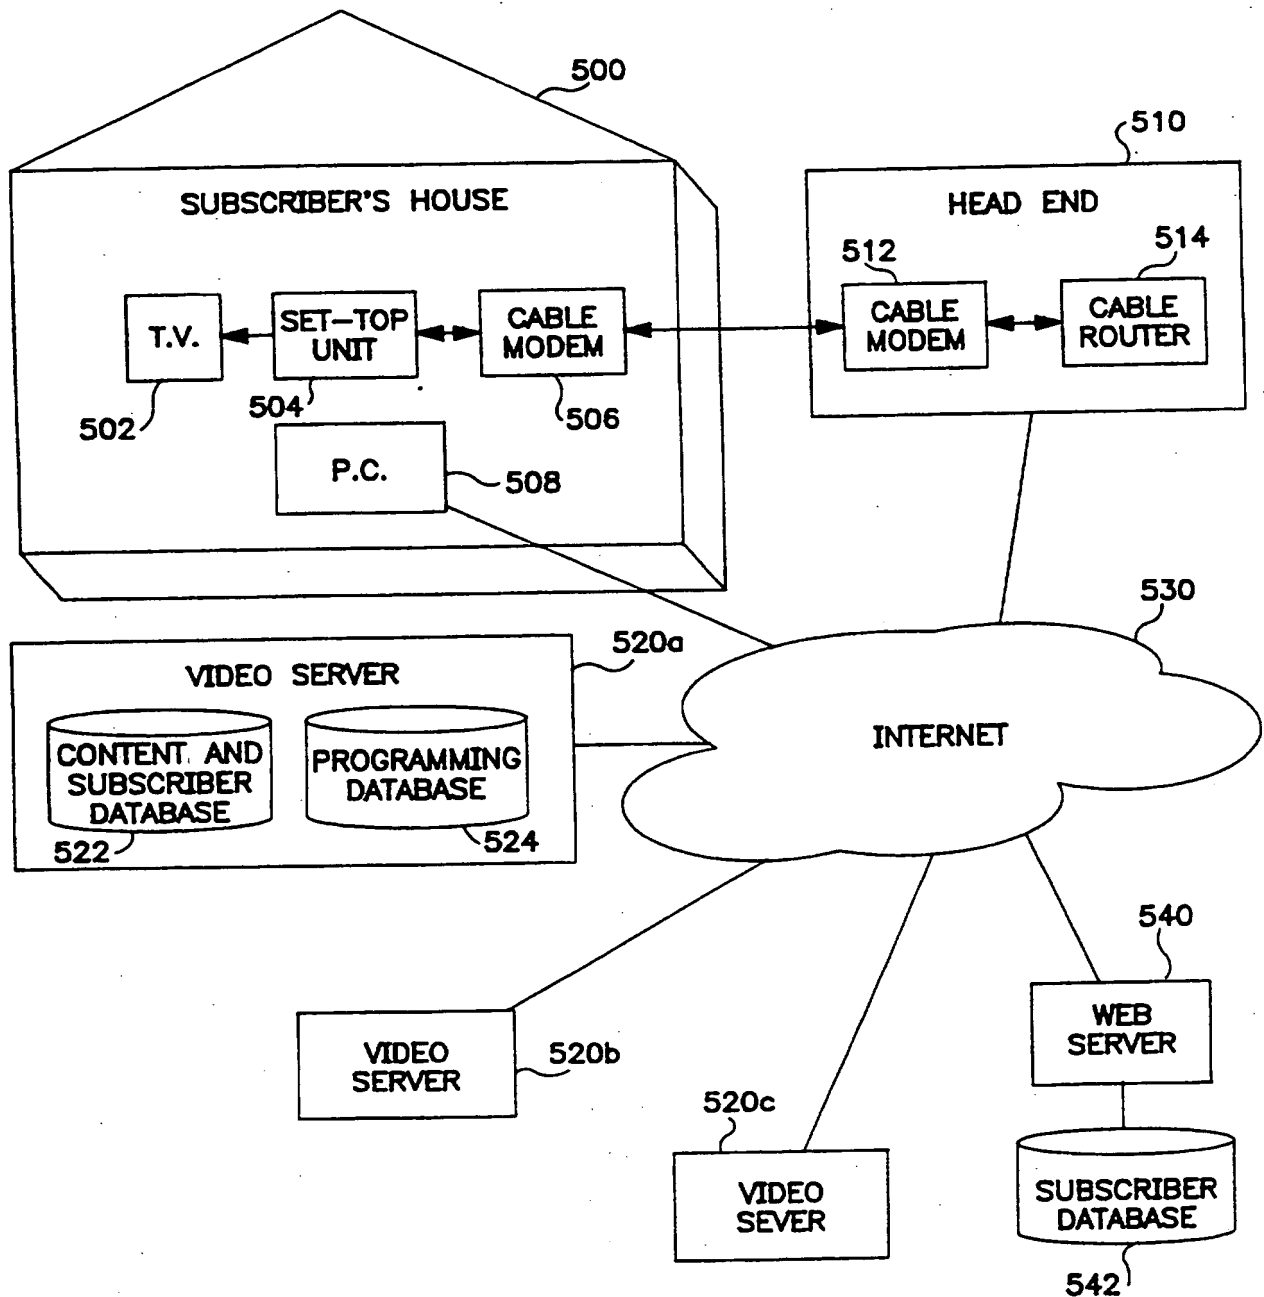 500
510
SUBSCRIBER'S HOUSE
HEAD END
512
514
T.V.
SET-TOP
UNIT
CABLE
MODEM
CABLE
MODEM
CABLE
ROUTER
502
504
506
P.C.
508
530
520a
VIDEO SERVER
INTERNET
CONTENT AND
SUBSCRIBER
DATABASE
PROGRAMMING
DATABASE
522
524
540
WEB
SERVER
VIDEO
SERVER
520b
520c
VIDEO
SEVER
SUBSCRIBER
DATABASE
542